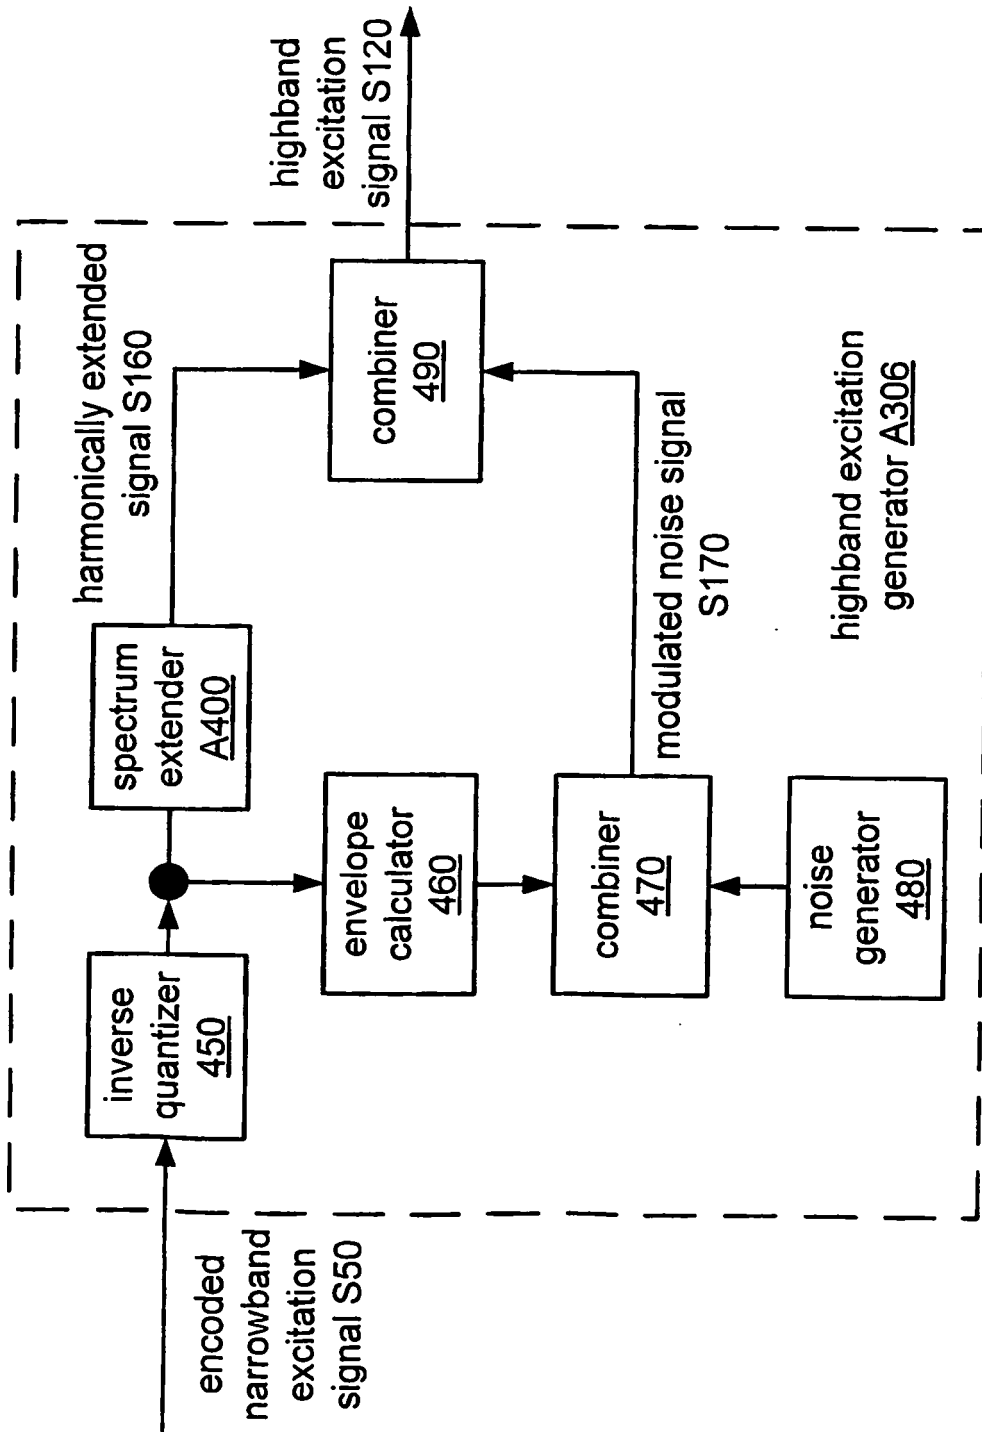 encoded
narrowband
excitation
signal S50
inverse
quantizer
450
spectrum
extender
A400
harmonically extended
signal S160
envelope
calculator
460
combiner
470
noise
generator
480
modulated noise signal
S170
combiner
490
highband
excitation
signal S120
highband excitation
generator A306